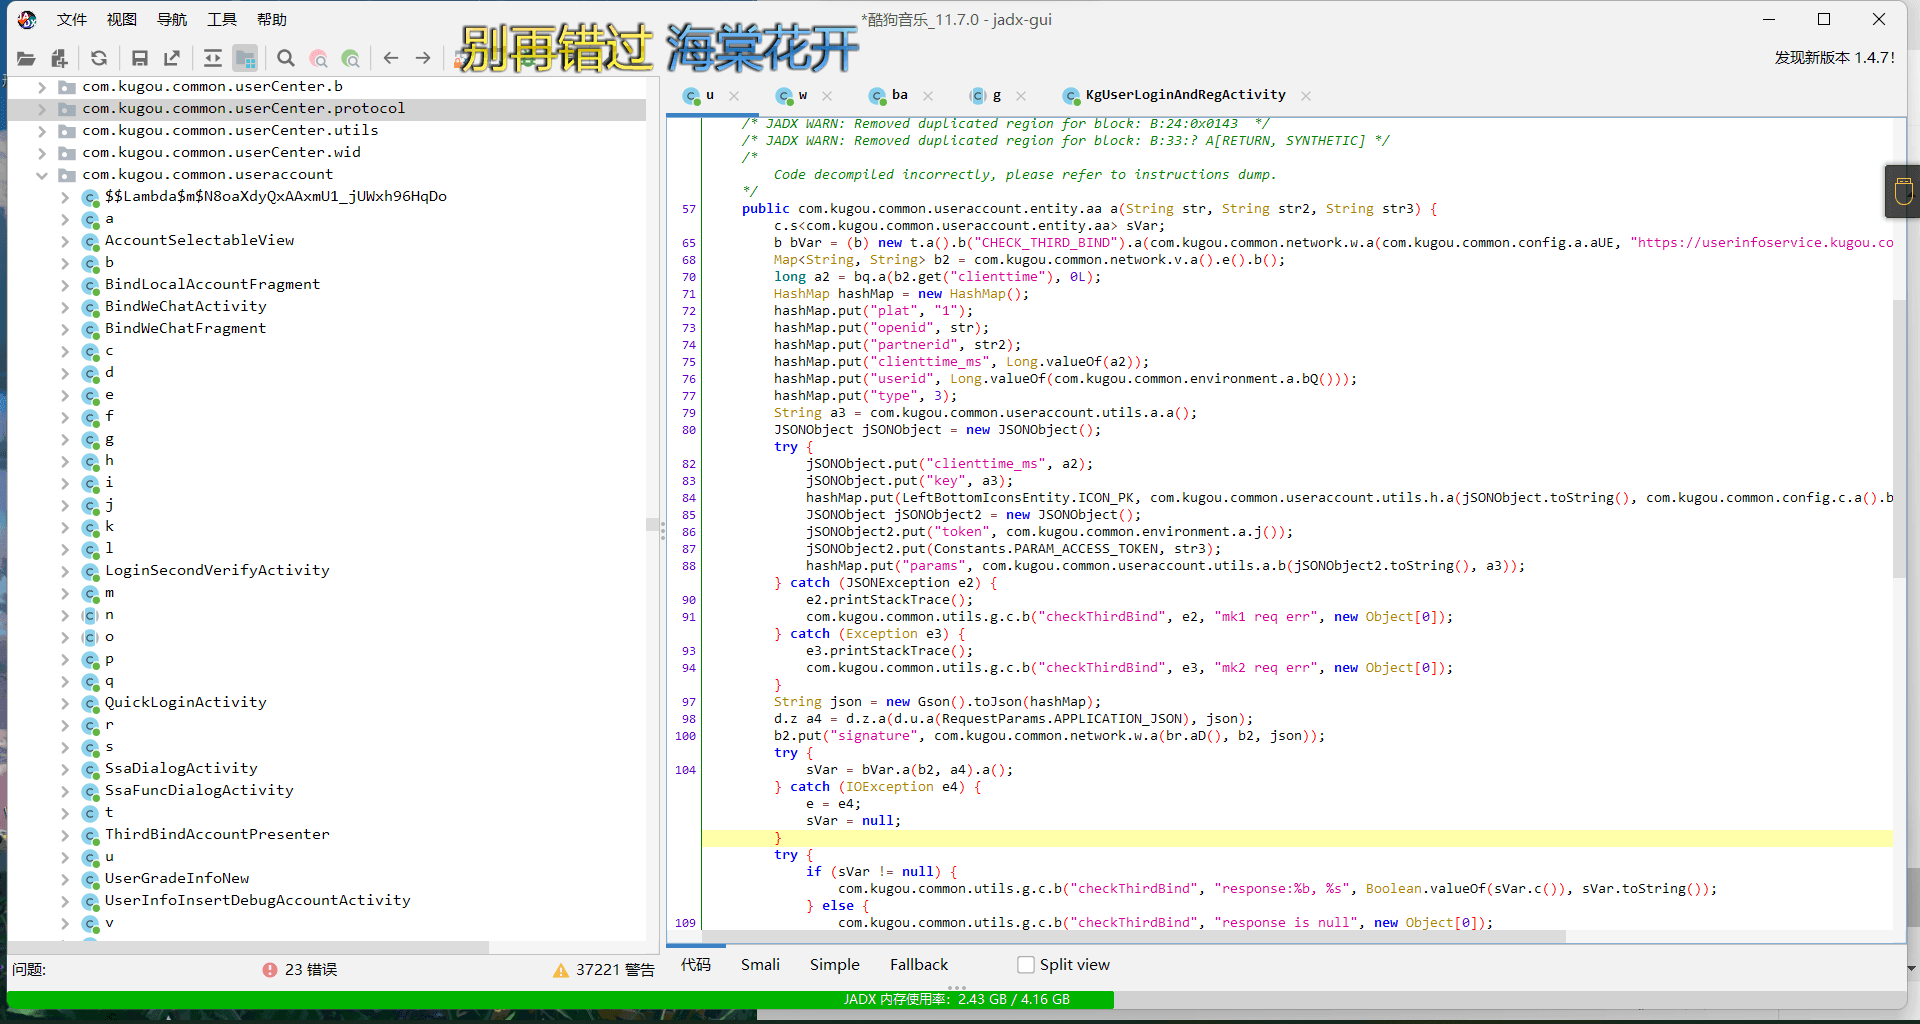 文件 视图 导航 工具 帮助
*酷狗音乐_11.7.0 - jadx-gui
别再错过 海棠花开
发现新版本 1.4.7!
com.kugou.common.userCenter.b
com.kugou.common.userCenter.protocol
com.kugou.common.userCenter.utils
com.kugou.common.userCenter.wid
com.kugou.common.useraccount
$$Lambda$m$N8oaXdyQxAAxmU1_jUWxh96HqDo
a
AccountSelectableView
b
BindLocalAccountFragment
BindWeChatActivity
BindWeChatFragment
c
d
e
f
g
h
i
j
k
l
LoginSecondVerifyActivity
m
n
o
p
q
QuickLoginActivity
r
s
SsaDialogActivity
SsaFuncDialogActivity
t
ThirdBindAccountPresenter
u
UserGradeInfoNew
UserInfoInsertDebugAccountActivity
v
u w ba g KgUserLoginAndRegActivity
/* JADX WARN: Removed duplicated region for block: B:24:0x0143  */
/* JADX WARN: Removed duplicated region for block: B:33:? A[RETURN, SYNTHETIC] */
/*
Code decompiled incorrectly, please refer to instructions dump.
*/
57 public com.kugou.common.useraccount.entity.aa a(String str, String str2, String str3) {
c.s<com.kugou.common.useraccount.entity.aa> sVar;
65 b bVar = (b) new t.a().b("CHECK_THIRD_BIND").a(com.kugou.common.network.w.a(com.kugou.common.config.a.aUE, "https://userinfoservice.kugou.co
68 Map<String, String> b2 = com.kugou.common.network.v.a().e().b();
70 long a2 = bq.a(b2.get("clienttime"), 0L);
71 HashMap hashMap = new HashMap();
72 hashMap.put("plat", "1");
73 hashMap.put("openid", str);
74 hashMap.put("partnerid", str2);
75 hashMap.put("clienttime_ms", Long.valueOf(a2));
76 hashMap.put("userid", Long.valueOf(com.kugou.common.environment.a.bQ()));
77 hashMap.put("type", 3);
79 String a3 = com.kugou.common.useraccount.utils.a.a();
80 JSONObject jSONObject = new JSONObject();
try {
82 jSONObject.put("clienttime_ms", a2);
83 jSONObject.put("key", a3);
84 hashMap.put(LeftBottomIconsEntity.ICON_PK, com.kugou.common.useraccount.utils.h.a(jSONObject.toString(), com.kugou.common.config.c.a().b
85 JSONObject jSONObject2 = new JSONObject();
86 jSONObject2.put("token", com.kugou.common.environment.a.j());
87 jSONObject2.put(Constants.PARAM_ACCESS_TOKEN, str3);
88 hashMap.put("params", com.kugou.common.useraccount.utils.a.b(jSONObject2.toString(), a3));
} catch (JSONException e2) {
90 e2.printStackTrace();
91 com.kugou.common.utils.g.c.b("checkThirdBind", e2, "mk1 req err", new Object[0]);
} catch (Exception e3) {
93 e3.printStackTrace();
94 com.kugou.common.utils.g.c.b("checkThirdBind", e3, "mk2 req err", new Object[0]);
}
97 String json = new Gson().toJson(hashMap);
98 d.z a4 = d.z.a(d.u.a(RequestParams.APPLICATION_JSON), json);
100 b2.put("signature", com.kugou.common.network.w.a(br.aD(), b2, json));
try {
104 sVar = bVar.a(b2, a4).a();
} catch (IOException e4) {
e = e4;
sVar = null;
}
try {
if (sVar != null) {
com.kugou.common.utils.g.c.b("checkThirdBind", "response:%b, %s", Boolean.valueOf(sVar.c()), sVar.toString());
} else {
109 com.kugou.common.utils.g.c.b("checkThirdBind", "response is null", new Object[0]);
问题: 23 错误 37221 警告
代码 Smali Simple Fallback Split view
JADX 内存使用率: 2.43 GB / 4.16 GB